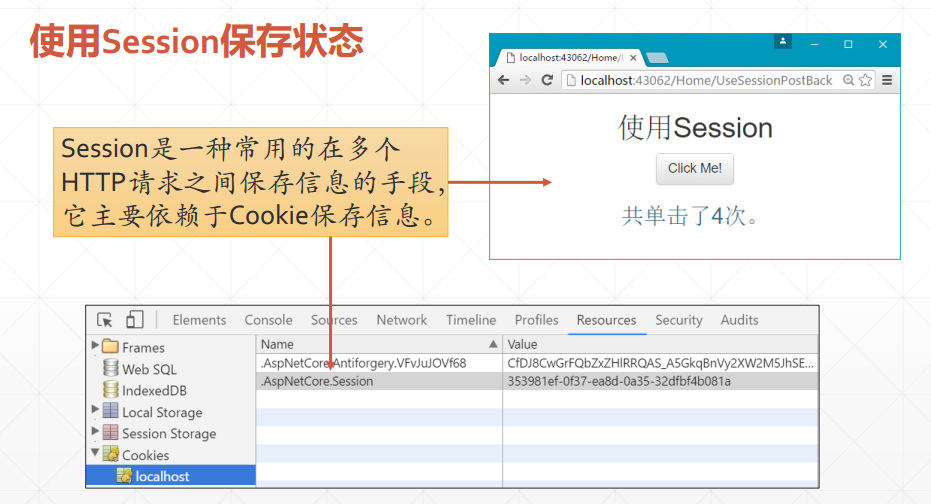 使用Session保存状态
localhost:43062/Home/U
localhost:43062/Home/UseSessionPostBack
使用Session
Click Me!
共单击了4次。
Session是一种常用的在多个
HTTP请求之间保存信息的手段,
它主要依赖于Cookie保存信息。
Elements Console Sources Network Timeline Profiles Resources Security Audits
Frames
Web SQL
IndexedDB
Local Storage
Session Storage
Cookies
localhost
Name Value
.AspNetCore.Antiforgery.VFvJuJOVf68 CfDJ8CwGrFQbZxZHlRRQAS_A5GkqBnVy2XW2M5JhSE...
.AspNetCore.Session 353981ef-0f37-ea8d-0a35-32dfbf4b081a